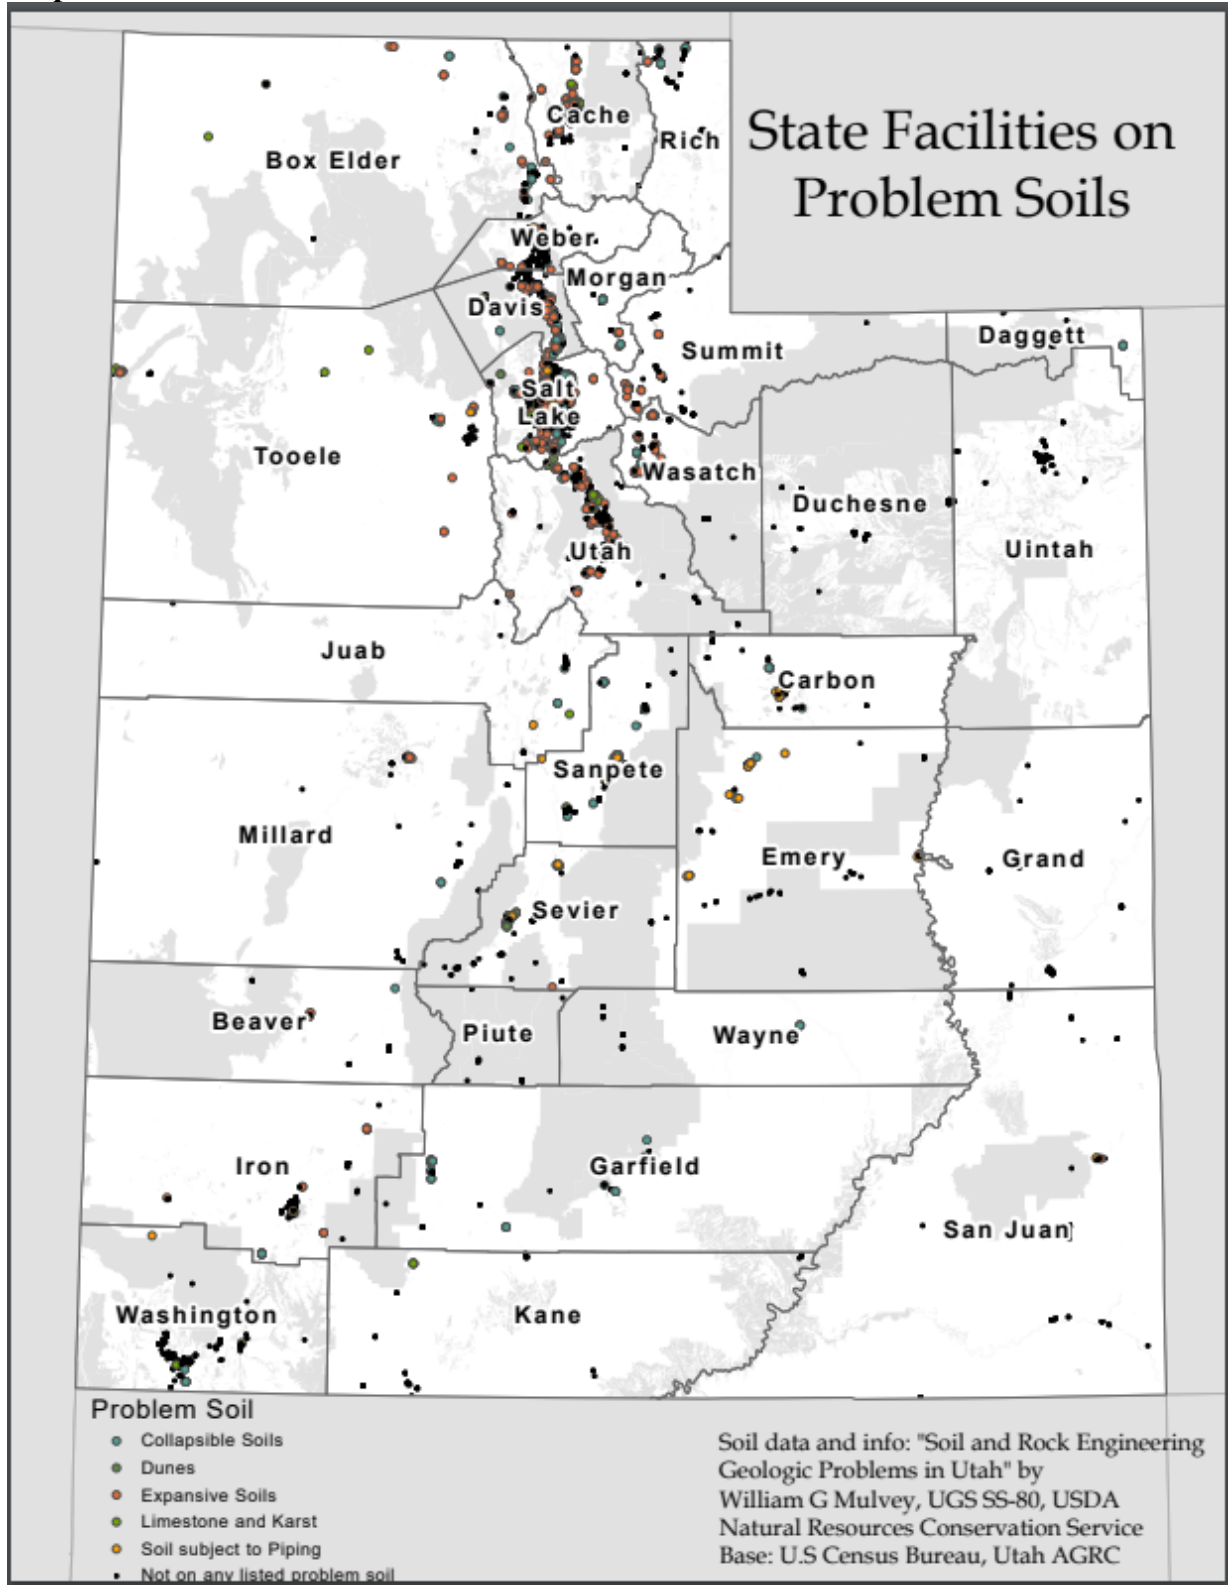 State Facilities on
Problem Soils
Cache
Rich
Box Elder
Weber
Morgan
Davis
Daggett
Summit
Salt
Lake
Tooele
Wasatch
Duchesne
Utah
Uintah
Juab
Carbon
Sanpete
Millard
Emery
Grand
Sevier
Beaver
Piute
Wayne
Iron
Garfield
San Juan
Washington
Kane
Problem Soil
Collapsible Soils
Dunes
Expansive Soils
Limestone and Karst
Soil subject to Piping
Not on any listed problem soil
Soil data and info: "Soil and Rock Engineering
Geologic Problems in Utah" by
William G Mulvey, UGS SS-80, USDA
Natural Resources Conservation Service
Base: U.S Census Bureau, Utah AGRC